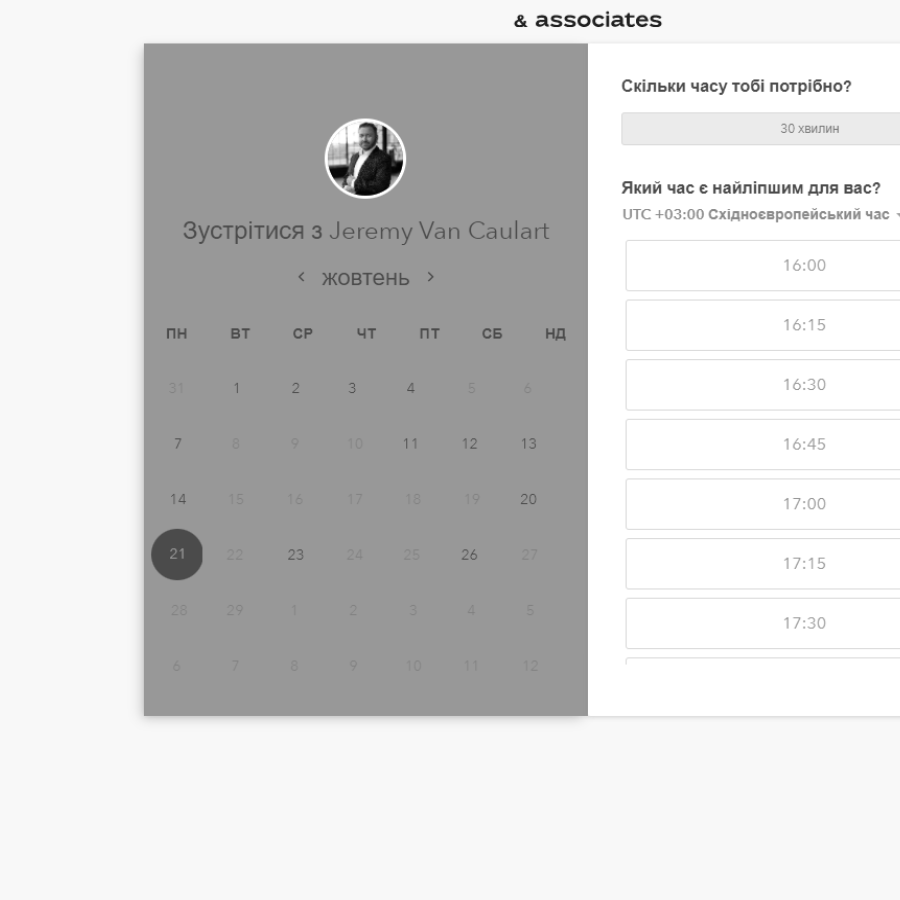 & associates
Зустрітися з Jeremy Van Caulart
жовтень
ПН ВТ СР ЧТ ПТ СБ НД
31 1 2 3 4 5 6
7 8 9 10 11 12 13
14 15 16 17 18 19 20
21 22 23 24 25 26 27
28 29 1 2 3 4 5
6 7 8 9 10 11 12
Скільки часу тобі потрібно?
30 хвилин
Який час є найліпшим для вас?
UTC +03:00 Східноєвропейський час
16:00
16:15
16:30
16:45
17:00
17:15
17:30